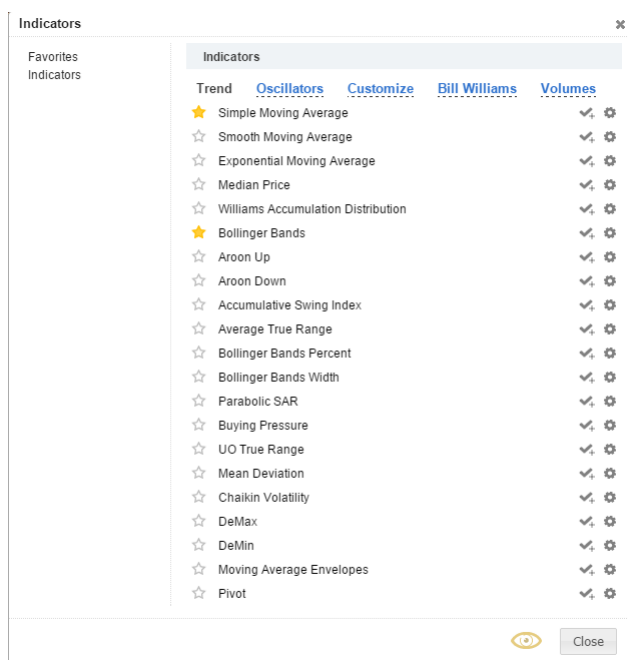 Indicators
Favorites
Indicators
Indicators
Trend Oscillators Customize Bill Williams Volumes
Simple Moving Average
Smooth Moving Average
Exponential Moving Average
Median Price
Williams Accumulation Distribution
Bollinger Bands
Aroon Up
Aroon Down
Accumulative Swing Index
Average True Range
Bollinger Bands Percent
Bollinger Bands Width
Parabolic SAR
Buying Pressure
UO True Range
Mean Deviation
Chaikin Volatility
DeMax
DeMin
Moving Average Envelopes
Pivot
Close